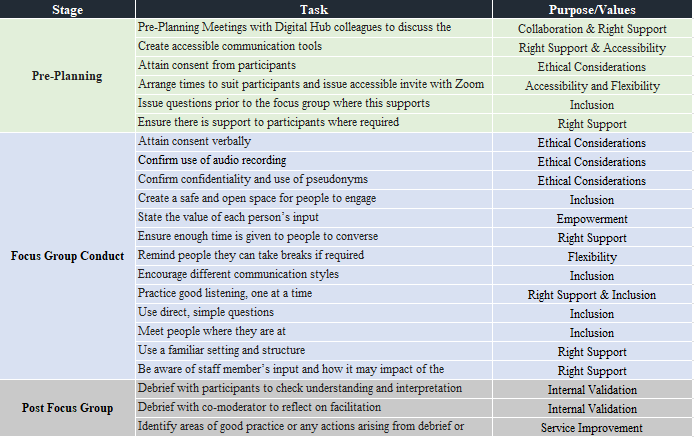 Stage Task Purpose/Values
Pre-Planning
Pre-Planning Meetings with Digital Hub colleagues to discuss the Collaboration & Right Support
Create accessible communication tools Right Support & Accessibility
Attain consent from participants Ethical Considerations
Arrange times to suit participants and issue accessible invite with Zoom Accessibility and Flexibility
Issue questions prior to the focus group where this supports Inclusion
Ensure there is support to participants where required Right Support
Focus Group Conduct
Attain consent verbally Ethical Considerations
Confirm use of audio recording Ethical Considerations
Confirm confidentiality and use of pseudonyms Ethical Considerations
Create a safe and open space for people to engage Inclusion
State the value of each person’s input Empowerment
Ensure enough time is given to people to converse Right Support
Remind people they can take breaks if required Flexibility
Encourage different communication styles Inclusion
Practice good listening, one at a time Right Support & Inclusion
Use direct, simple questions Inclusion
Meet people where they are at Inclusion
Use a familiar setting and structure Right Support
Be aware of staff member’s input and how it may impact of the Right Support
Post Focus Group
Debrief with participants to check understanding and interpretation Internal Validation
Debrief with co-moderator to reflect on facilitation Internal Validation
Identify areas of good practice or any actions arising from debrief or Service Improvement